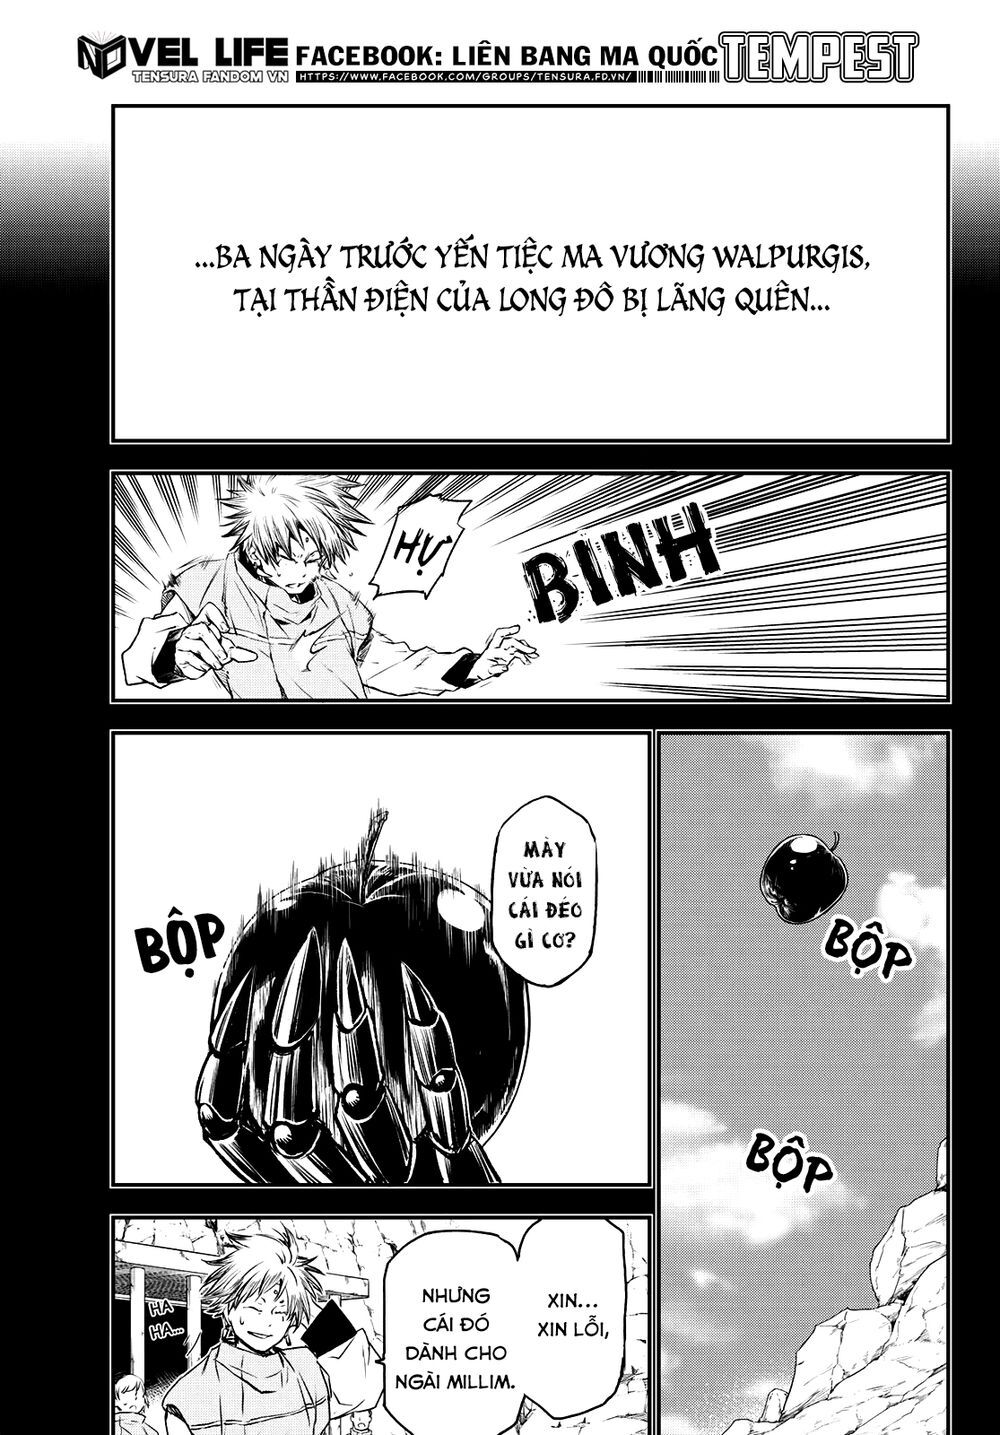 NOVEL LIFE
TENSURA FANDOM VN
FACEBOOK: LIÊN BANG MA QUỐC
HTTPS://WWW.FACEBOOK.COM/GROUPS/TENSURA.FD.VN/
TEMPEST
...BA NGÀY TRƯỚC YẾN TIỆC MA VƯƠNG WALPURGIS,
TẠI THẦN ĐIỆN CỦA LONG ĐÔ BỊ LÃNG QUÊN...
HỰ
BINH
BỘP
BỘP
MÀY
VỪA NÓI
CÁI ĐÉO
GÌ CƠ?
BỘP
XIN...
XIN LỖI,
NHƯNG
CÁI ĐÓ
DÀNH CHO
NGÀI MILLIM.
HA
HA...